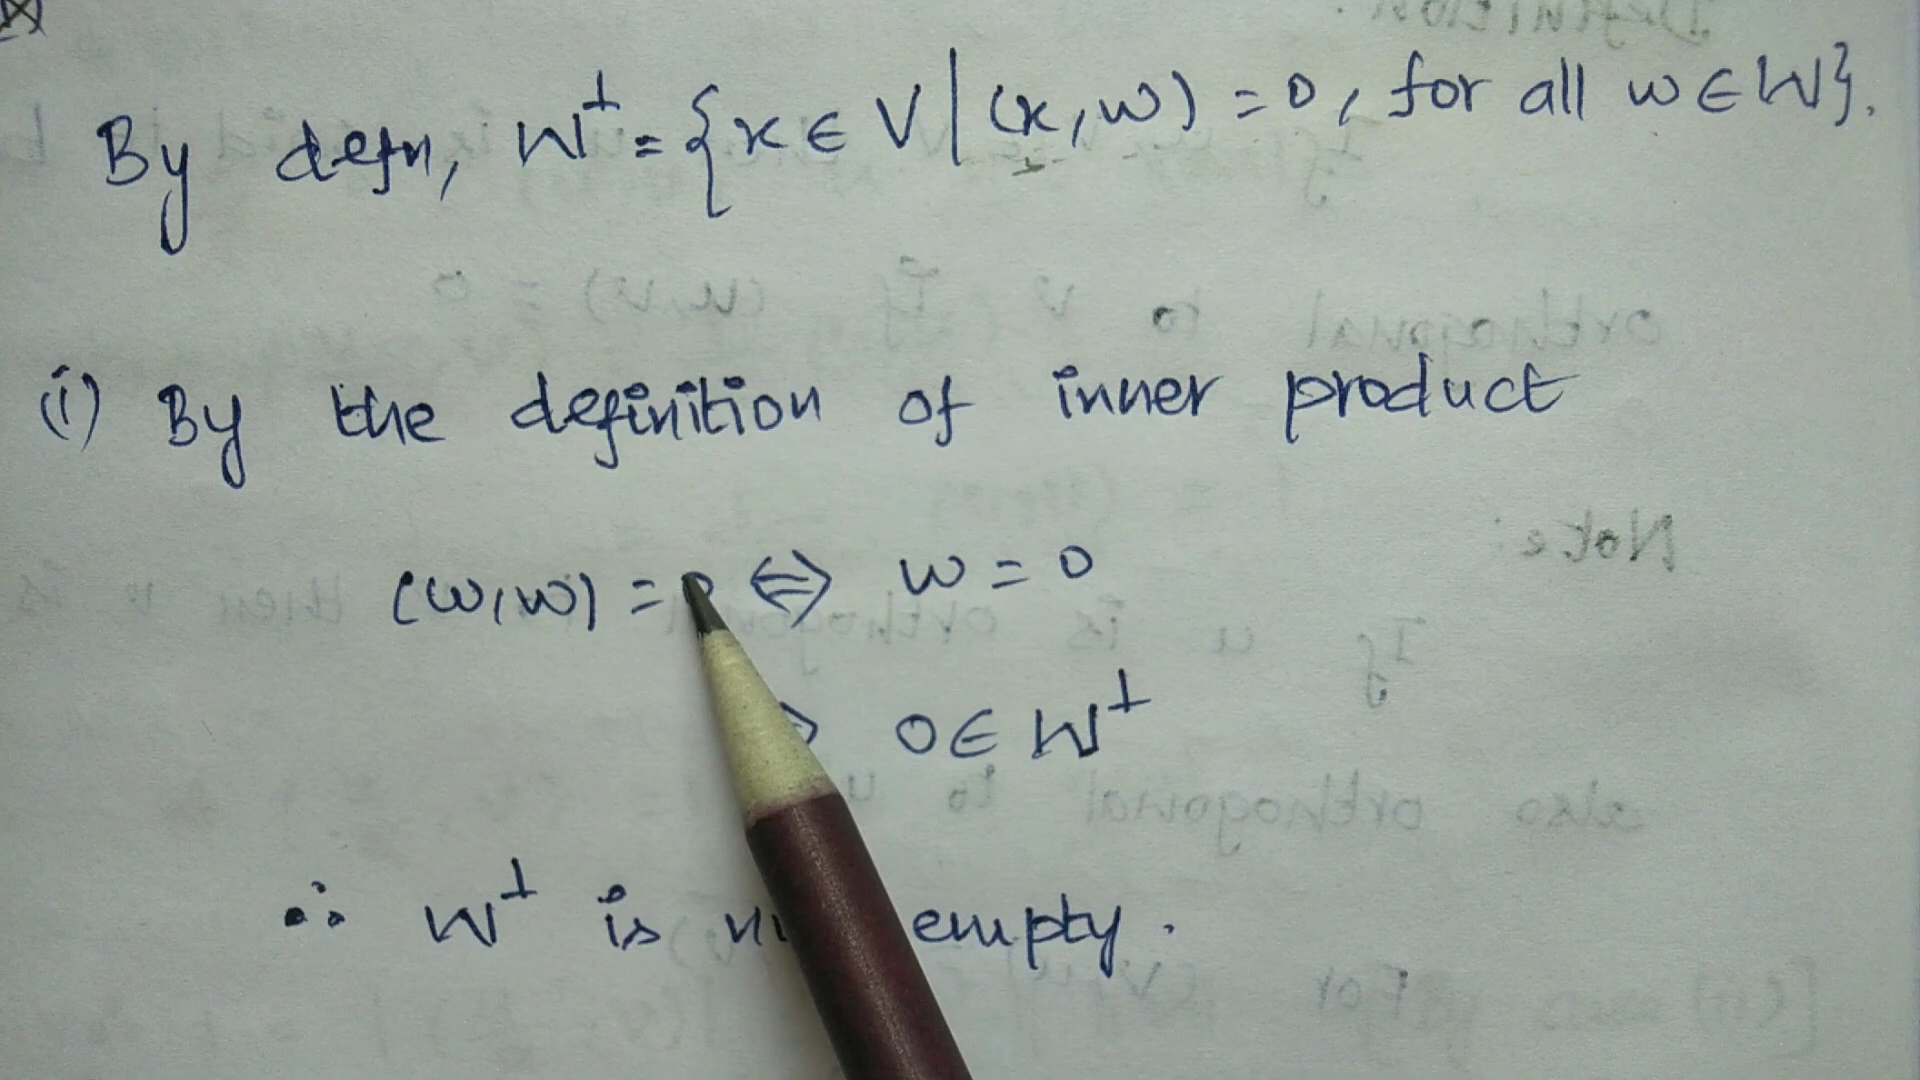 By defn, W⊥ = {x ∈ V | (x, w) = 0, for all w ∈ W}.
(i) By the definition of inner product
(w, w) = 0 ⇔ w = 0
⇒ 0 ∈ W⊥
∴ W⊥ is empty.